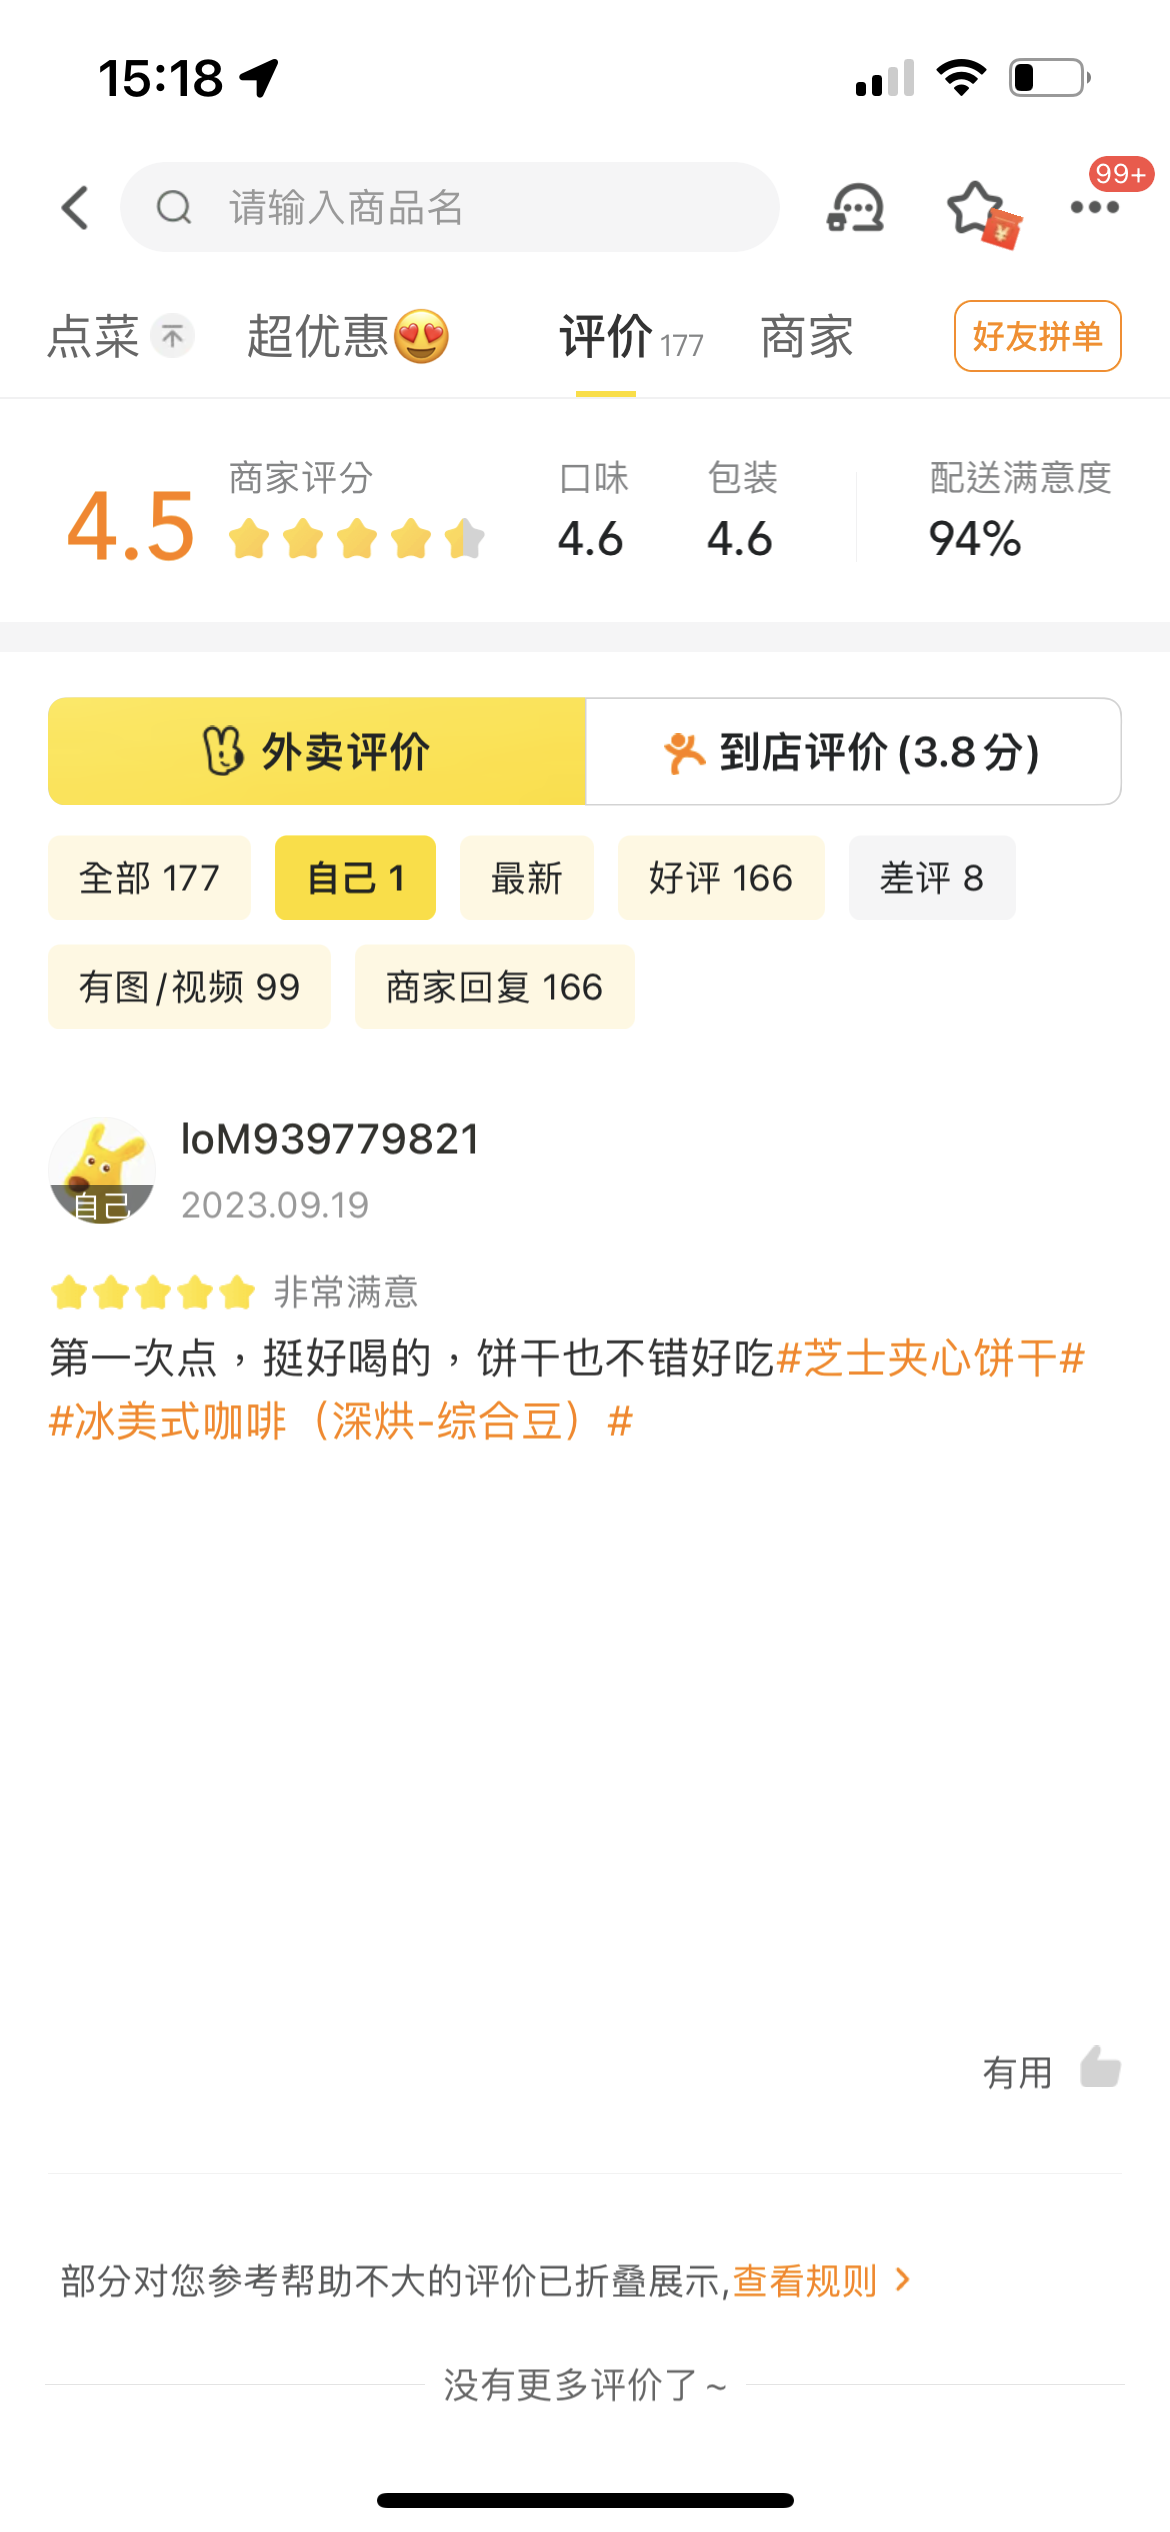 15:18
99+
请输入商品名
点菜 超优惠😍 评价 177 商家 好友拼单
商家评分 口味 包装 配送满意度
4.5 4.6 4.6 94%
外卖评价 到店评价(3.8分)
全部 177 自己 1 最新 好评 166 差评 8
有图/视频 99 商家回复 166
loM939779821
自己 2023.09.19
非常满意
第一次点，挺好喝的，饼干也不错好吃#芝士夹心饼干#
#冰美式咖啡（深烘-综合豆）#
有用
部分对您参考帮助不大的评价已折叠展示,查看规则 >
没有更多评价了~